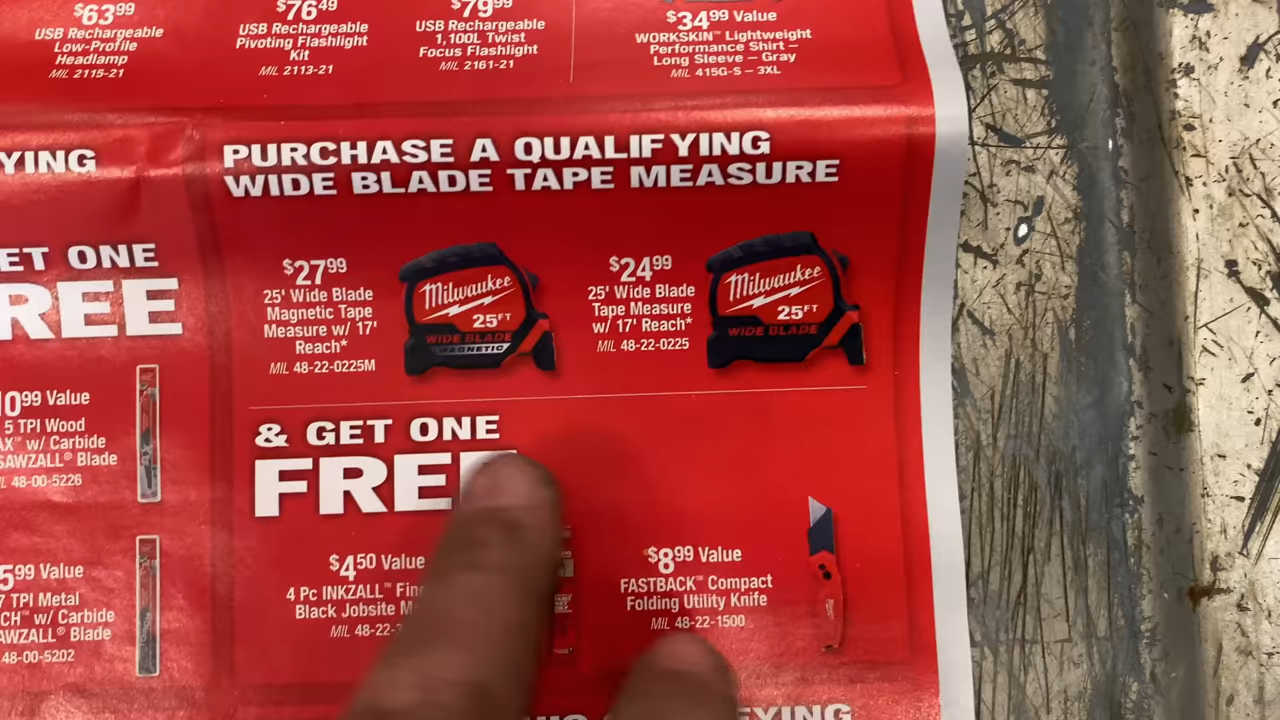 $63 99
USB Rechargeable
Low-Profile
Headlamp
MIL 2115-21
$76 49
USB Rechargeable
Pivoting Flashlight
Kit
MIL 2113-21
$79 99
USB Rechargeable
1,100L Twist
Focus Flashlight
MIL 2161-21
$34 99 Value
WORKSKIN™ Lightweight
Performance Shirt –
Long Sleeve – Gray
MIL 415G-S – 3XL
YING
ET ONE
REE
099 Value
5 TPI Wood
AX™ w/ Carbide
SAWZALL® Blade
48-00-5226
599 Value
7 TPI Metal
CH™ w/ Carbide
AWZALL® Blade
48-00-5202
PURCHASE A QUALIFYING
WIDE BLADE TAPE MEASURE
$27 99
25' Wide Blade
Magnetic Tape
Measure w/ 17'
Reach*
MIL 48-22-0225M
Milwaukee
25FT
WIDE BLADE
MAGNETIC
$24 99
25' Wide Blade
Tape Measure
w/ 17' Reach*
MIL 48-22-0225
Milwaukee
25FT
WIDE BLADE
& GET ONE
FREE
$4 50 Value
4 Pc INKZALL™ Fin
Black Jobsite M
MIL 48-22-
$8 99 Value
FASTBACK™ Compact
Folding Utility Knife
MIL 48-22-1500
YING